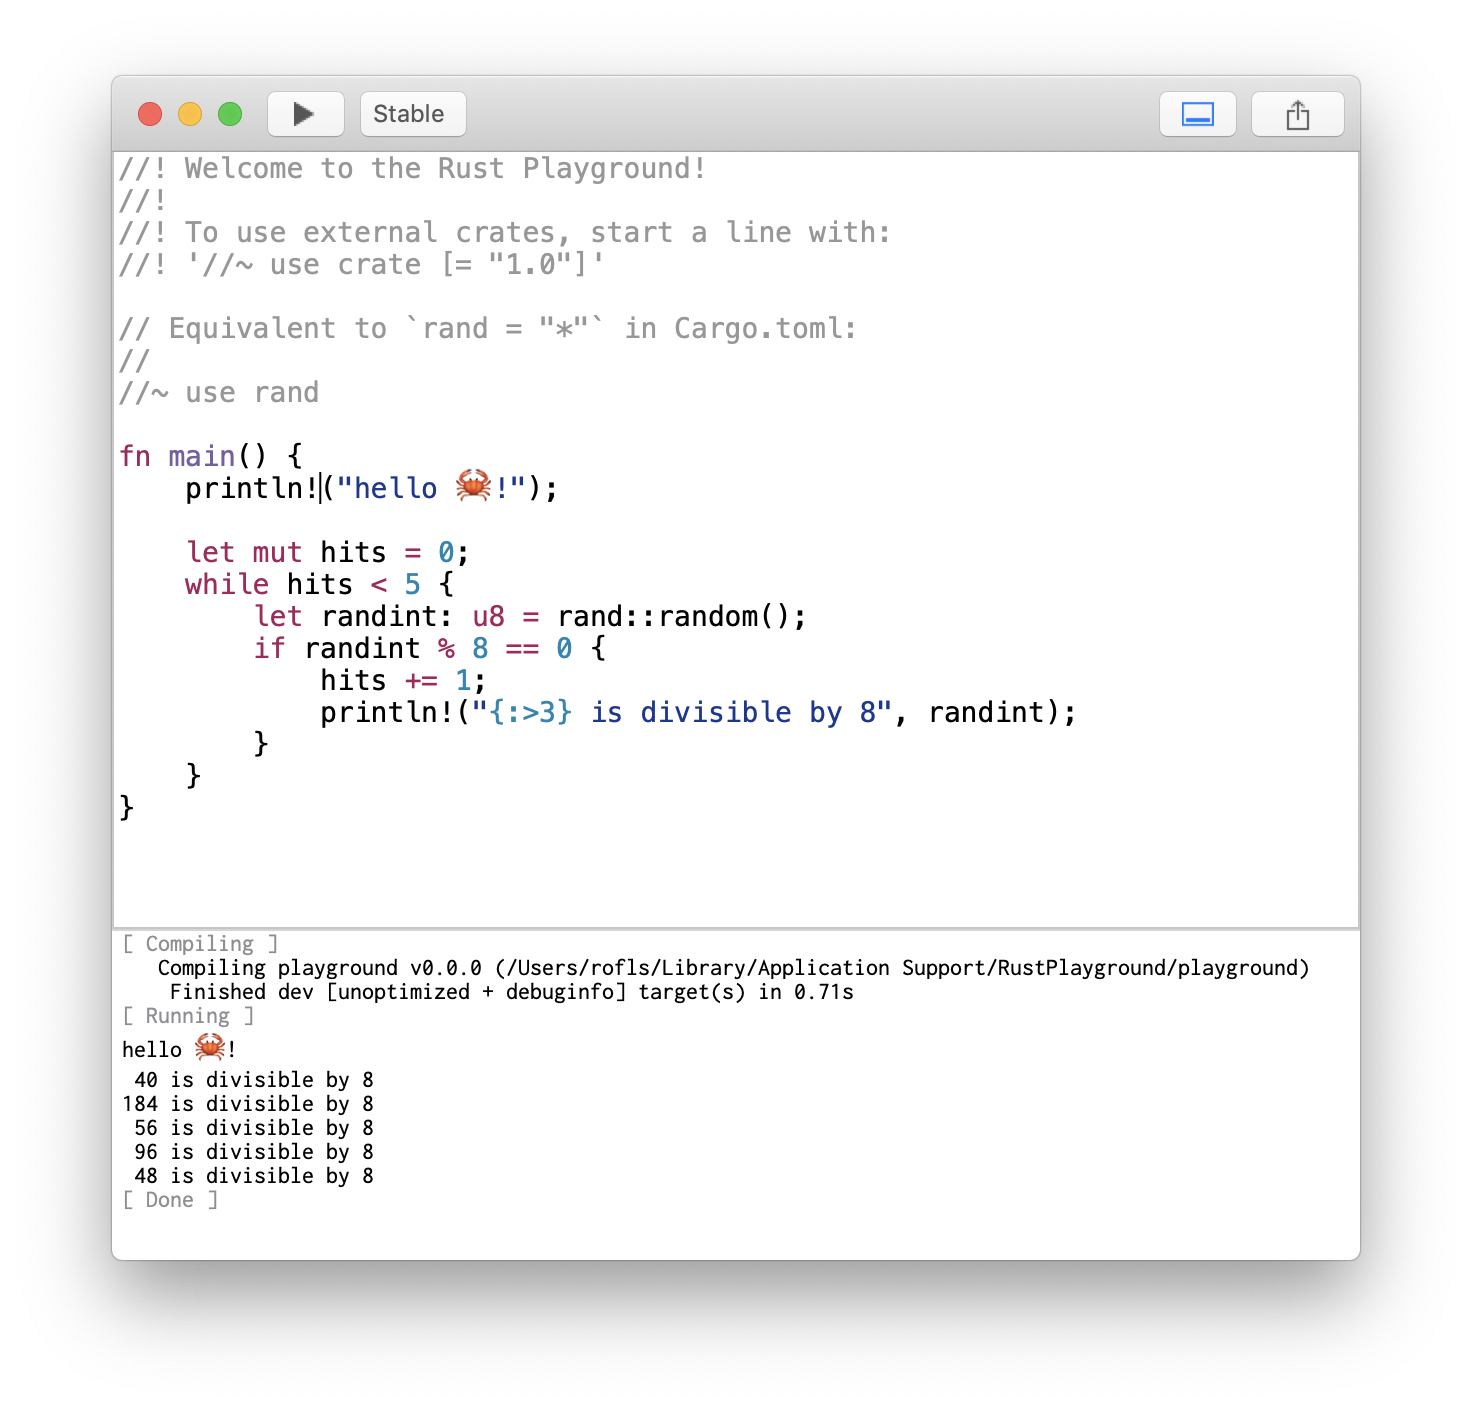 Stable
//! Welcome to the Rust Playground!
//!
//! To use external crates, start a line with:
//! '//~ use crate [= "1.0"]'

// Equivalent to `rand = "*"` in Cargo.toml:
//
//~ use rand

fn main() {
    println!("hello 🦀!");

    let mut hits = 0;
    while hits < 5 {
        let randint: u8 = rand::random();
        if randint % 8 == 0 {
            hits += 1;
            println!("{:>3} is divisible by 8", randint);
        }
    }
}
[ Compiling ]
   Compiling playground v0.0.0 (/Users/rofls/Library/Application Support/RustPlayground/playground)
    Finished dev [unoptimized + debuginfo] target(s) in 0.71s
[ Running ]
hello 🦀!
 40 is divisible by 8
184 is divisible by 8
 56 is divisible by 8
 96 is divisible by 8
 48 is divisible by 8
[ Done ]